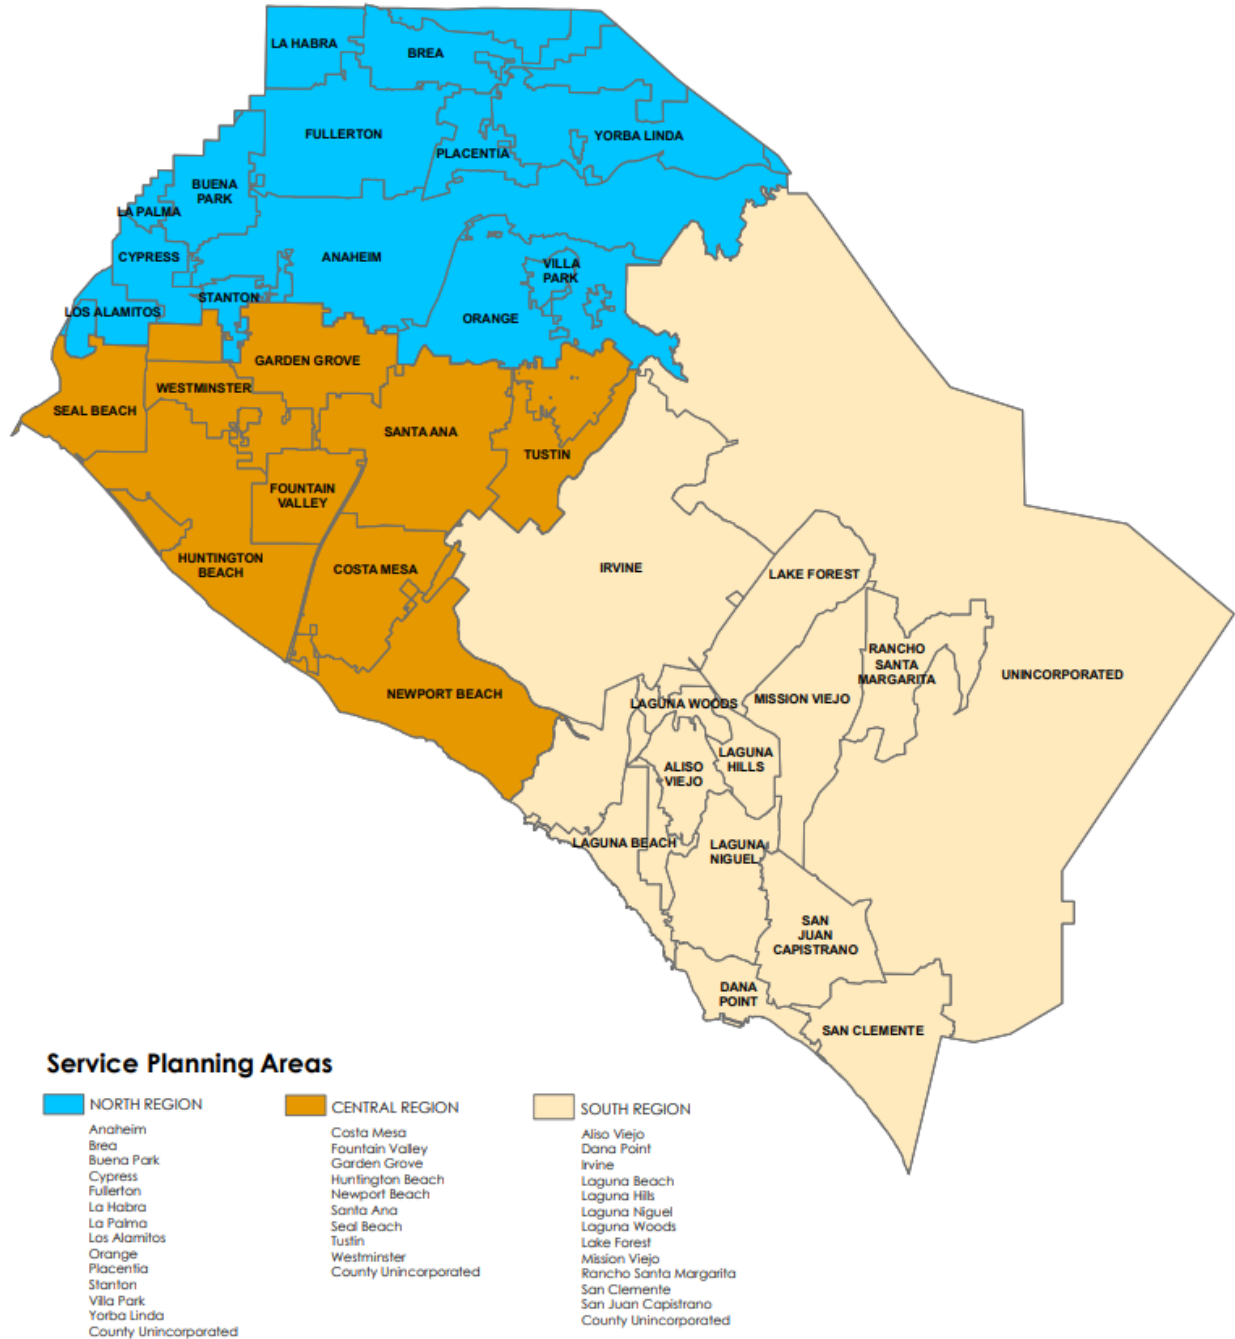 LA HABRA
BREA
FULLERTON
YORBA LINDA
PLACENTIA
BUENA
PARK
LA PALMA
CYPRESS
ANAHEIM
VILLA
PARK
STANTON
LOS ALAMITOS
ORANGE
GARDEN GROVE
WESTMINSTER
SEAL BEACH
SANTA ANA
TUSTIN
FOUNTAIN
VALLEY
HUNTINGTON
BEACH
COSTA MESA
IRVINE
LAKE FOREST
RANCHO
SANTA
MARGARITA
UNINCORPORATED
NEWPORT BEACH
LAGUNA WOODS
MISSION VIEJO
LAGUNA
HILLS
ALISO
VIEJO
LAGUNA BEACH
LAGUNA
NIGUEL
SAN
JUAN
CAPISTRANO
DANA
POINT
SAN CLEMENTE
Service Planning Areas
NORTH REGION
Anaheim
Brea
Buena Park
Cypress
Fullerton
La Habra
La Palma
Los Alamitos
Orange
Placentia
Stanton
Villa Park
Yorba Linda
County Unincorporated
CENTRAL REGION
Costa Mesa
Fountain Valley
Garden Grove
Huntington Beach
Newport Beach
Santa Ana
Seal Beach
Tustin
Westminster
County Unincorporated
SOUTH REGION
Aliso Viejo
Dana Point
Irvine
Laguna Beach
Laguna Hills
Laguna Niguel
Laguna Woods
Lake Forest
Mission Viejo
Rancho Santa Margarita
San Clemente
San Juan Capistrano
County Unincorporated